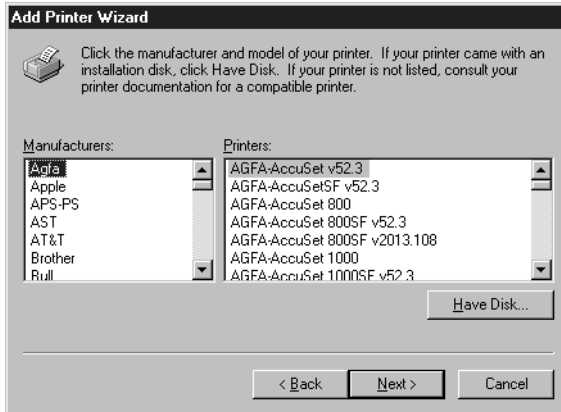 Add Printer Wizard
Click the manufacturer and model of your printer. If your printer came with an
installation disk, click Have Disk. If your printer is not listed, consult your
printer documentation for a compatible printer.
Manufacturers:
Agfa
Apple
APS-PS
AST
AT&T
Brother
Bull
Printers:
AGFA-AccuSet v52.3
AGFA-AccuSetSF v52.3
AGFA-AccuSet 800
AGFA-AccuSet 800SF v52.3
AGFA-AccuSet 800SF v2013.108
AGFA-AccuSet 1000
AGFA-AccuSet 1000SF v52.3
Have Disk...
< Back
Next >
Cancel